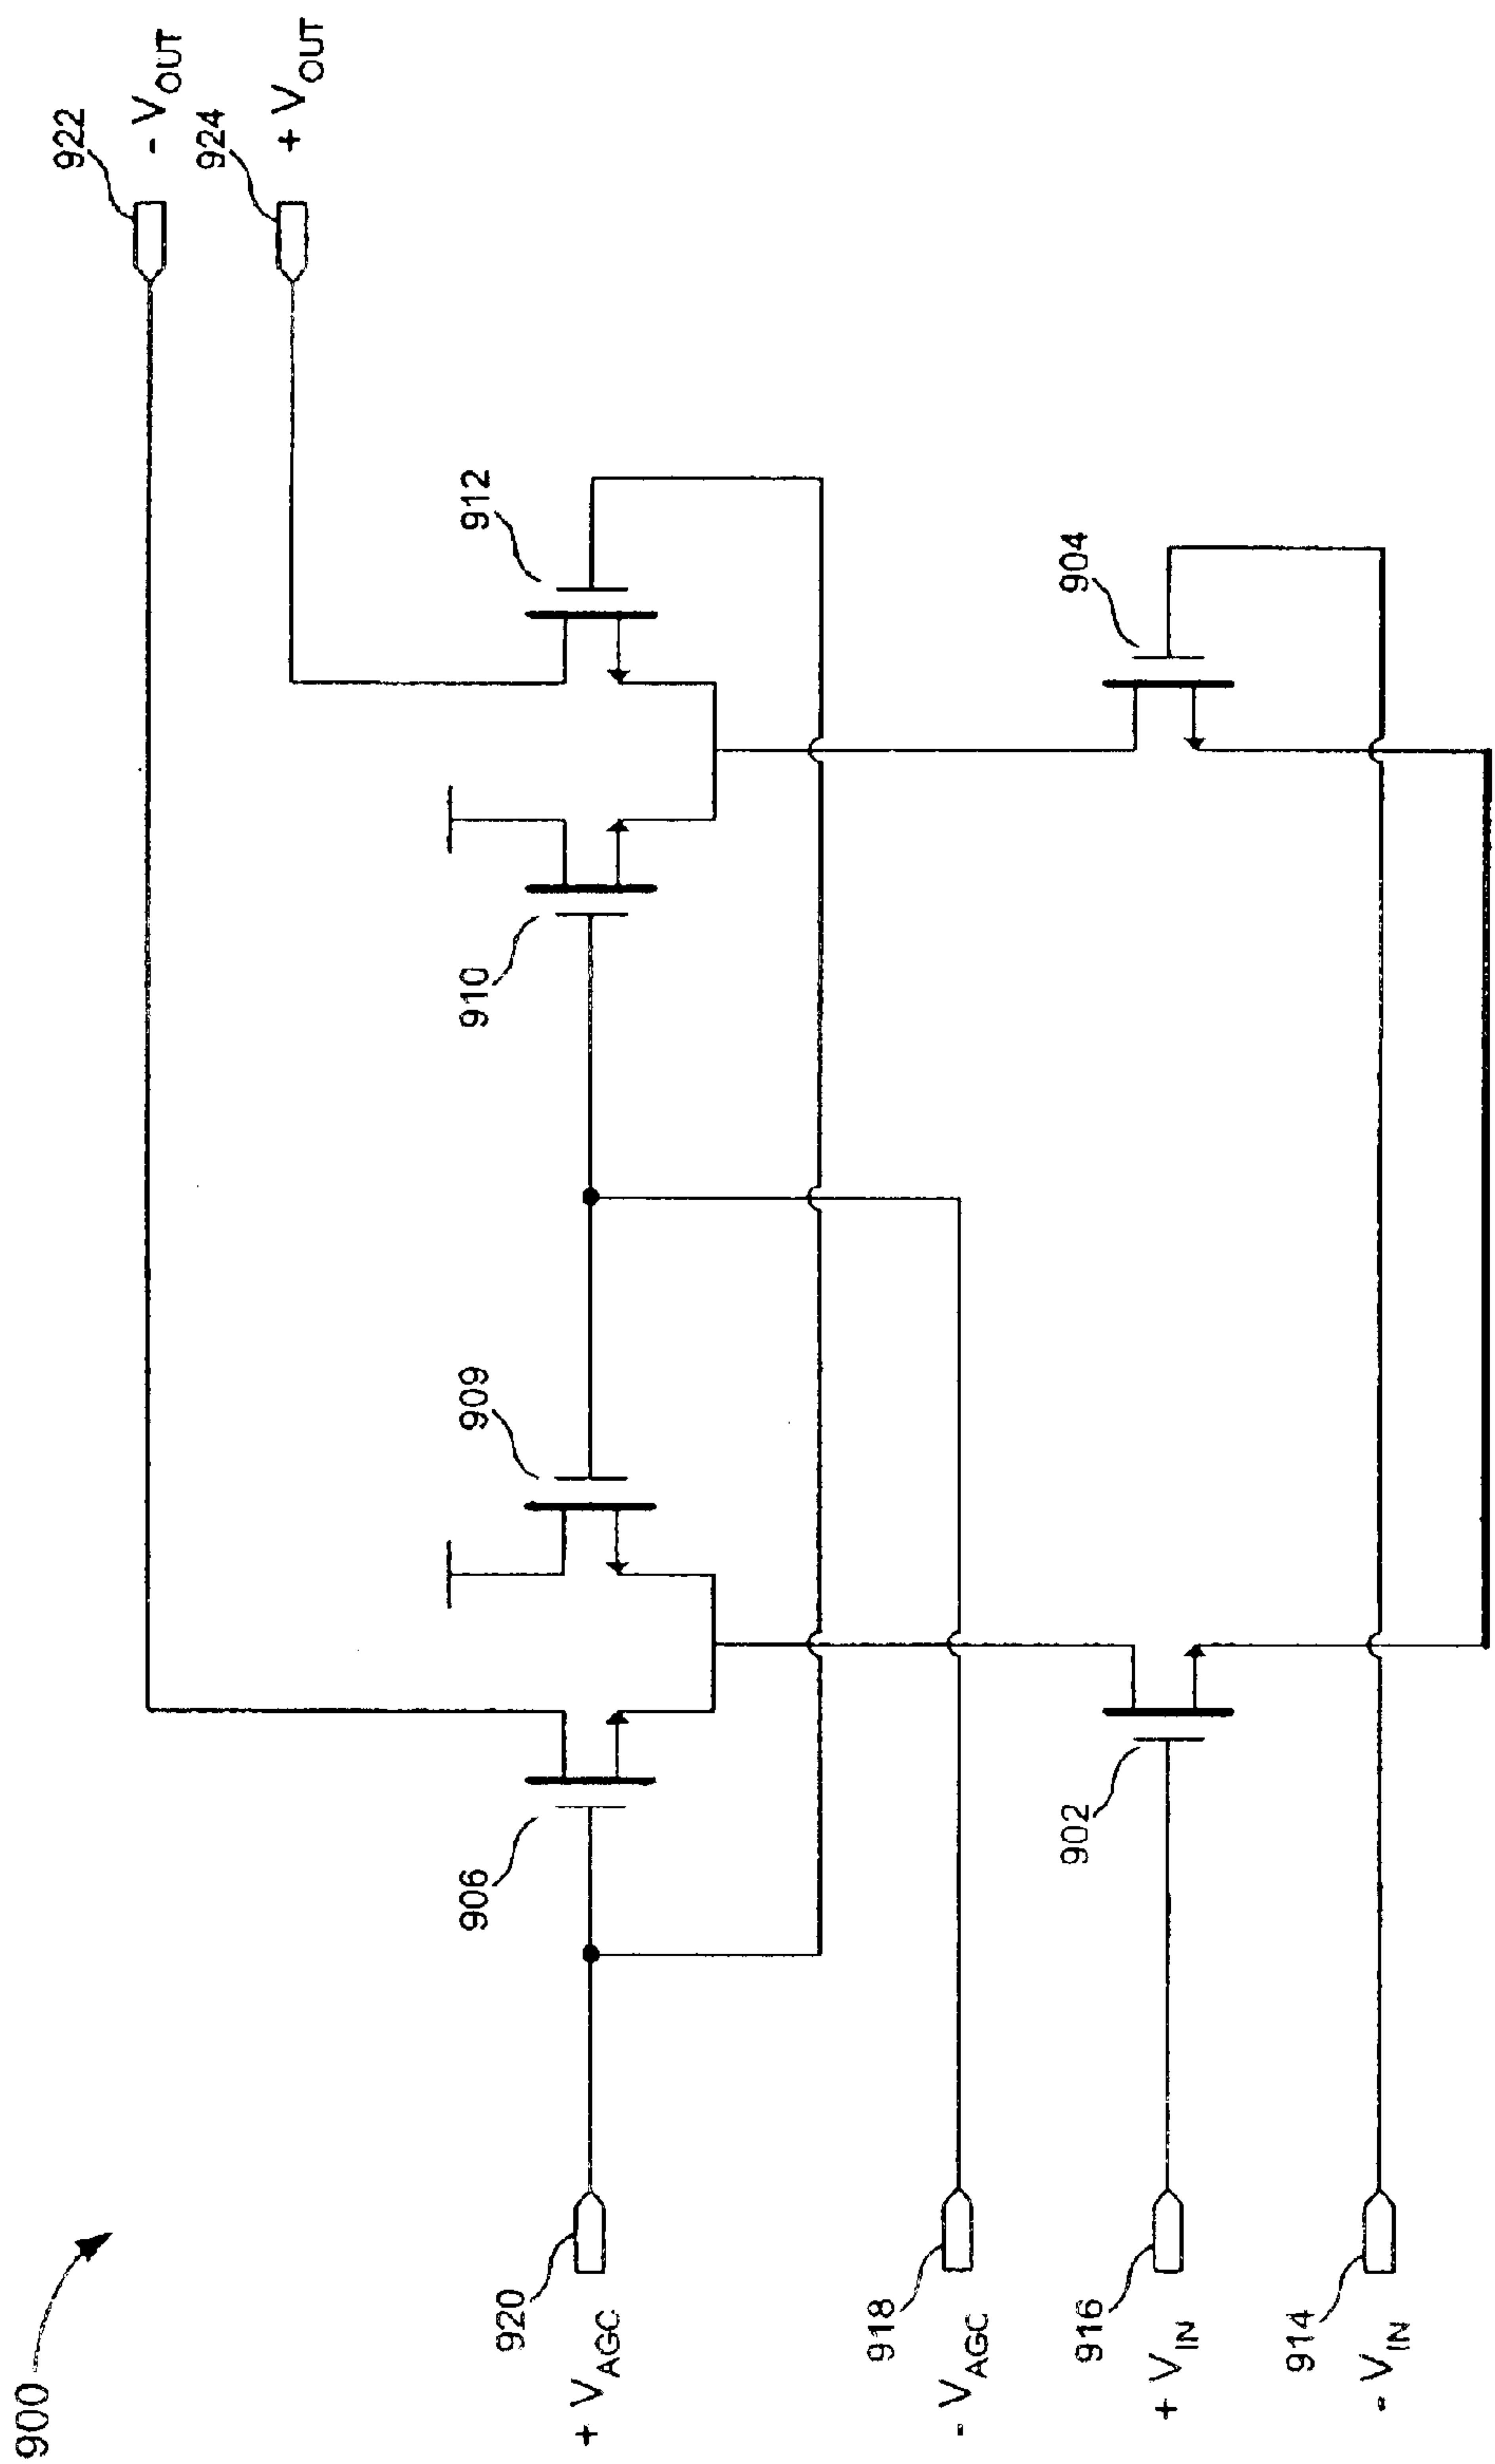 900
922
- VOUT
924
+ VOUT
906
909
910
912
920
+ VAGC
918
- VAGC
902
904
916
+ VIN
914
- VIN